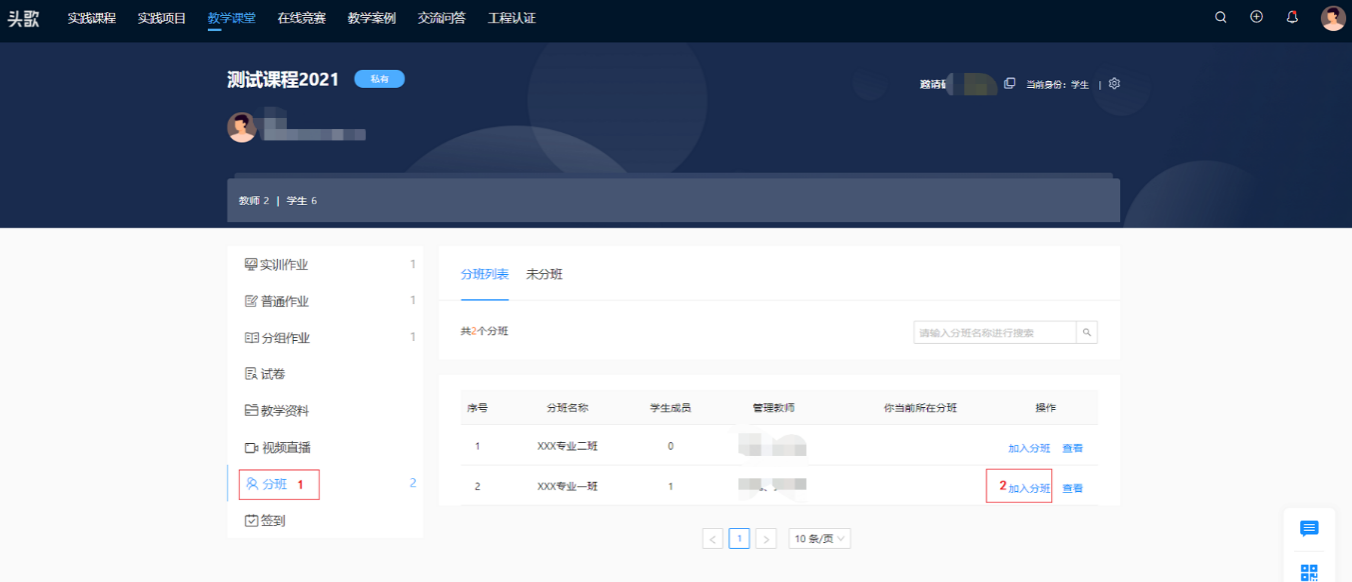 头歌 实践课程 实践项目 教学课堂 在线竞赛 教学案例 交流问答 工程认证
测试课程2021 私有
邀请码 当前身份：学生 |
教师 2 | 学生 6
实训作业 1
普通作业 1
分组作业 1
试卷
教学资料
视频直播
分班 1 2
签到
分班列表 未分班
共2个分班 请输入分班名称进行搜索
序号 分班名称 学生成员 管理教师 你当前所在分班 操作
1 XXX专业二班 0 加入分班 查看
2 XXX专业一班 1 2 加入分班 查看
< 1 > 10 条/页